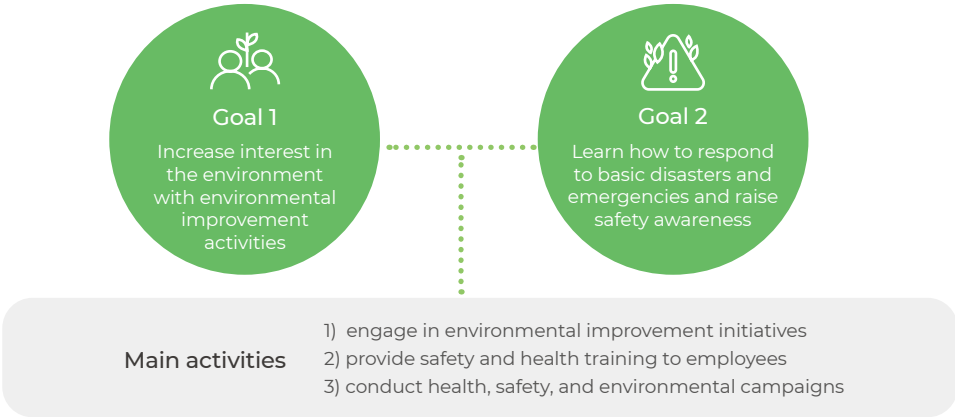 Goal 1
Increase interest in
the environment
with environmental
improvement
activities
Goal 2
Learn how to respond
to basic disasters and
emergencies and raise
safety awareness
Main activities
1) engage in environmental improvement initiatives
2) provide safety and health training to employees
3) conduct health, safety, and environmental campaigns